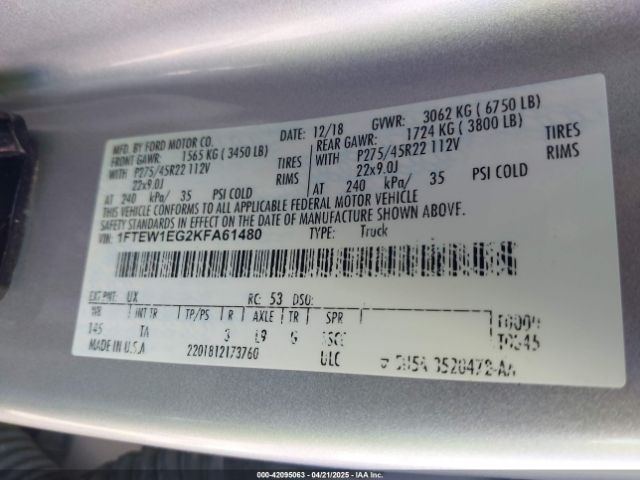 MFD. BY FORD MOTOR CO.
DATE: 12/18
GVWR: 3062 KG ( 6750 LB)
FRONT GAWR: 1565 KG ( 3450 LB)
REAR GAWR: 1724 KG ( 3800 LB)
WITH P275/45R22 112V TIRES
WITH P275/45R22 112V TIRES
22x9.0J RIMS
22x9.0J RIMS
AT 240 kPa/ 35 PSI COLD
AT 240 kPa/ 35 PSI COLD
THIS VEHICLE CONFORMS TO ALL APPLICABLE FEDERAL MOTOR VEHICLE
SAFETY STANDARDS IN EFFECT ON THE DATE OF MANUFACTURE SHOWN ABOVE.
VIN: 1FTEW1EG2KFA61480
TYPE: Truck
EXT PNT: UX RC: 53 DSO:
WB INT TR TP/PS R AXLE TR SPR
145 TA 3 L9 G
MADE IN U.S.A.
2201812173760
000-42095063 - 04/21/2025 - IAA Inc.